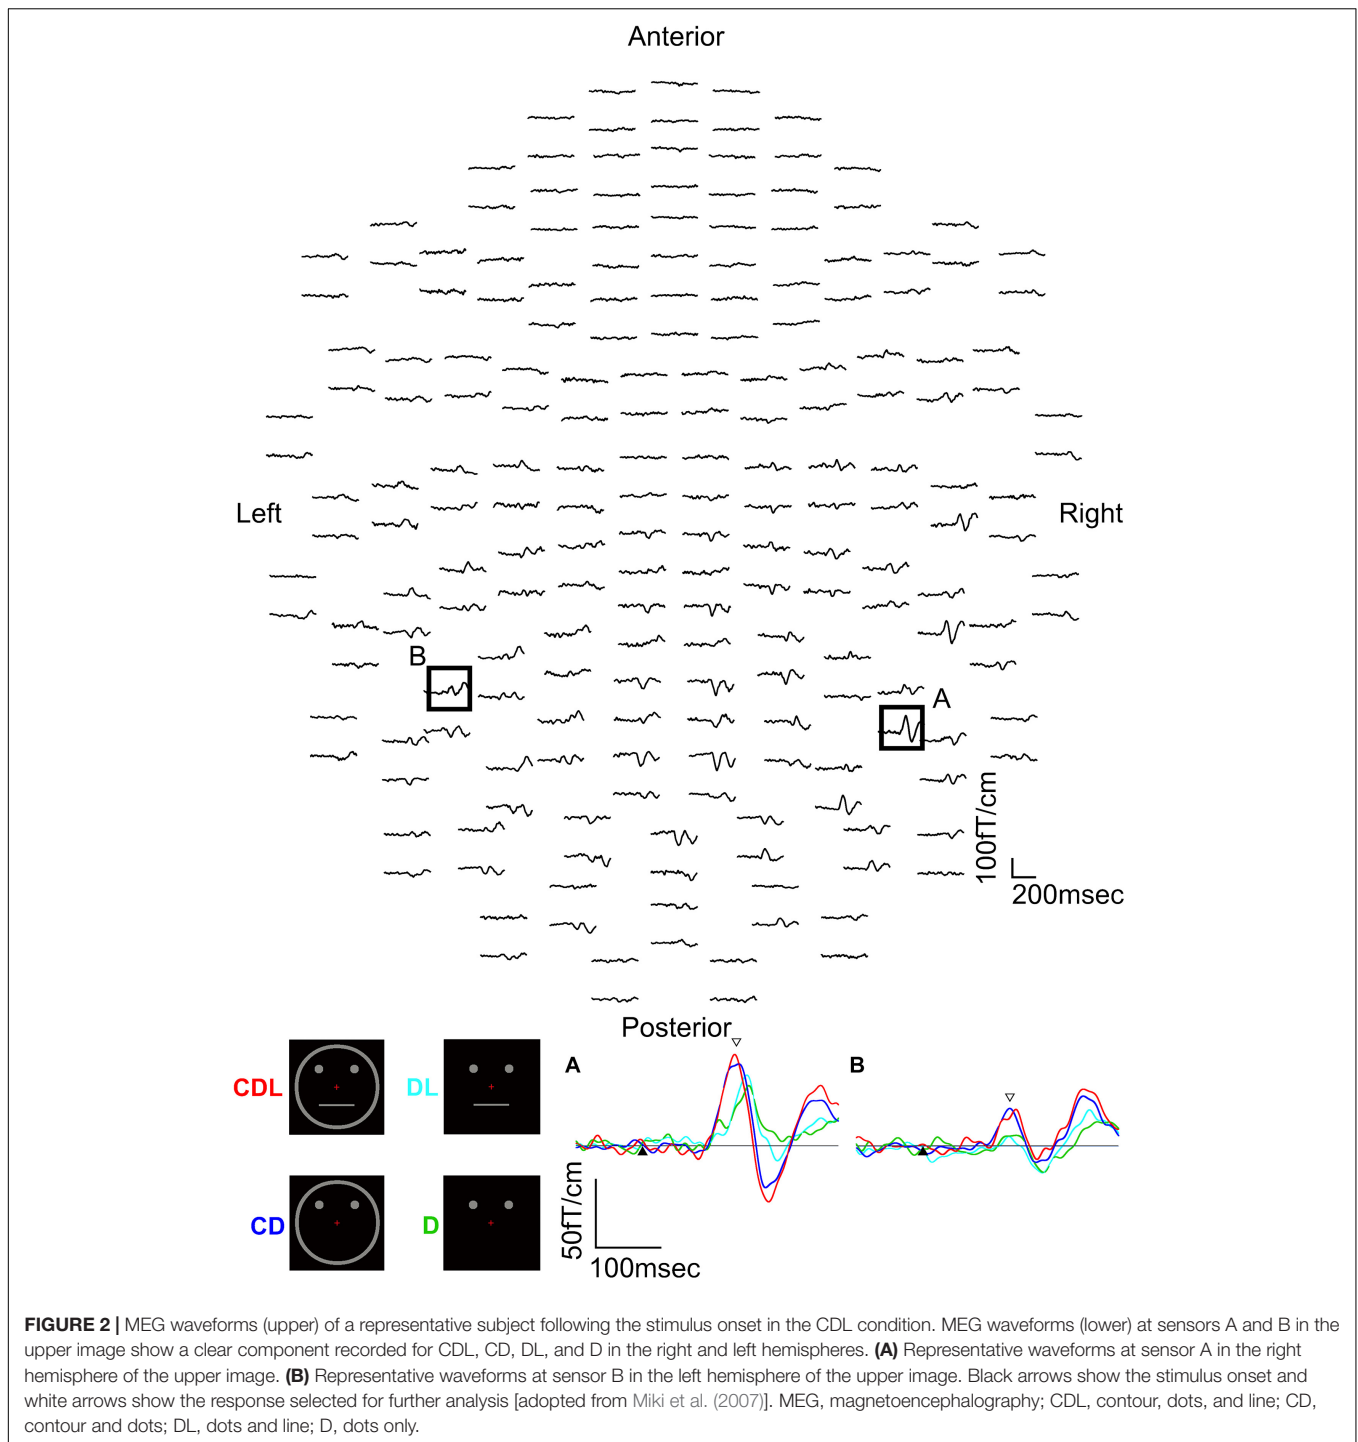 Anterior
Left
Right
B
A
100fT/cm
200msec
Posterior
CDL
DL
A
B
CD
D
50fT/cm
100msec
FIGURE 2 | MEG waveforms (upper) of a representative subject following the stimulus onset in the CDL condition. MEG waveforms (lower) at sensors A and B in the
upper image show a clear component recorded for CDL, CD, DL, and D in the right and left hemispheres. (A) Representative waveforms at sensor A in the right
hemisphere of the upper image. (B) Representative waveforms at sensor B in the left hemisphere of the upper image. Black arrows show the stimulus onset and
white arrows show the response selected for further analysis [adopted from Miki et al. (2007)]. MEG, magnetoencephalography; CDL, contour, dots, and line; CD,
contour and dots; DL, dots and line; D, dots only.